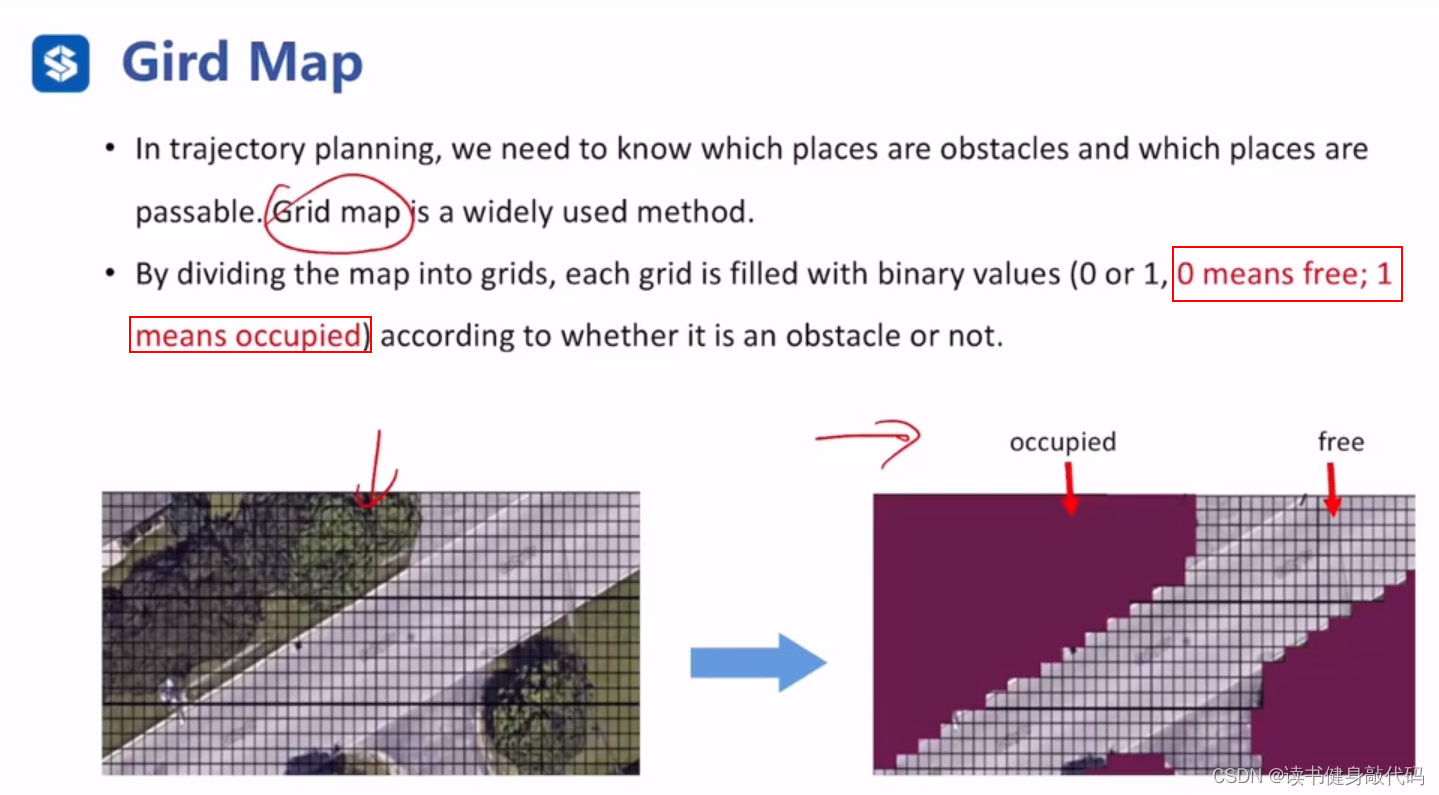 Gird Map
• In trajectory planning, we need to know which places are obstacles and which places are
passable. Grid map is a widely used method.
• By dividing the map into grids, each grid is filled with binary values (0 or 1, 0 means free; 1
means occupied) according to whether it is an obstacle or not.
occupied free
CSDN @读书健身敲代码